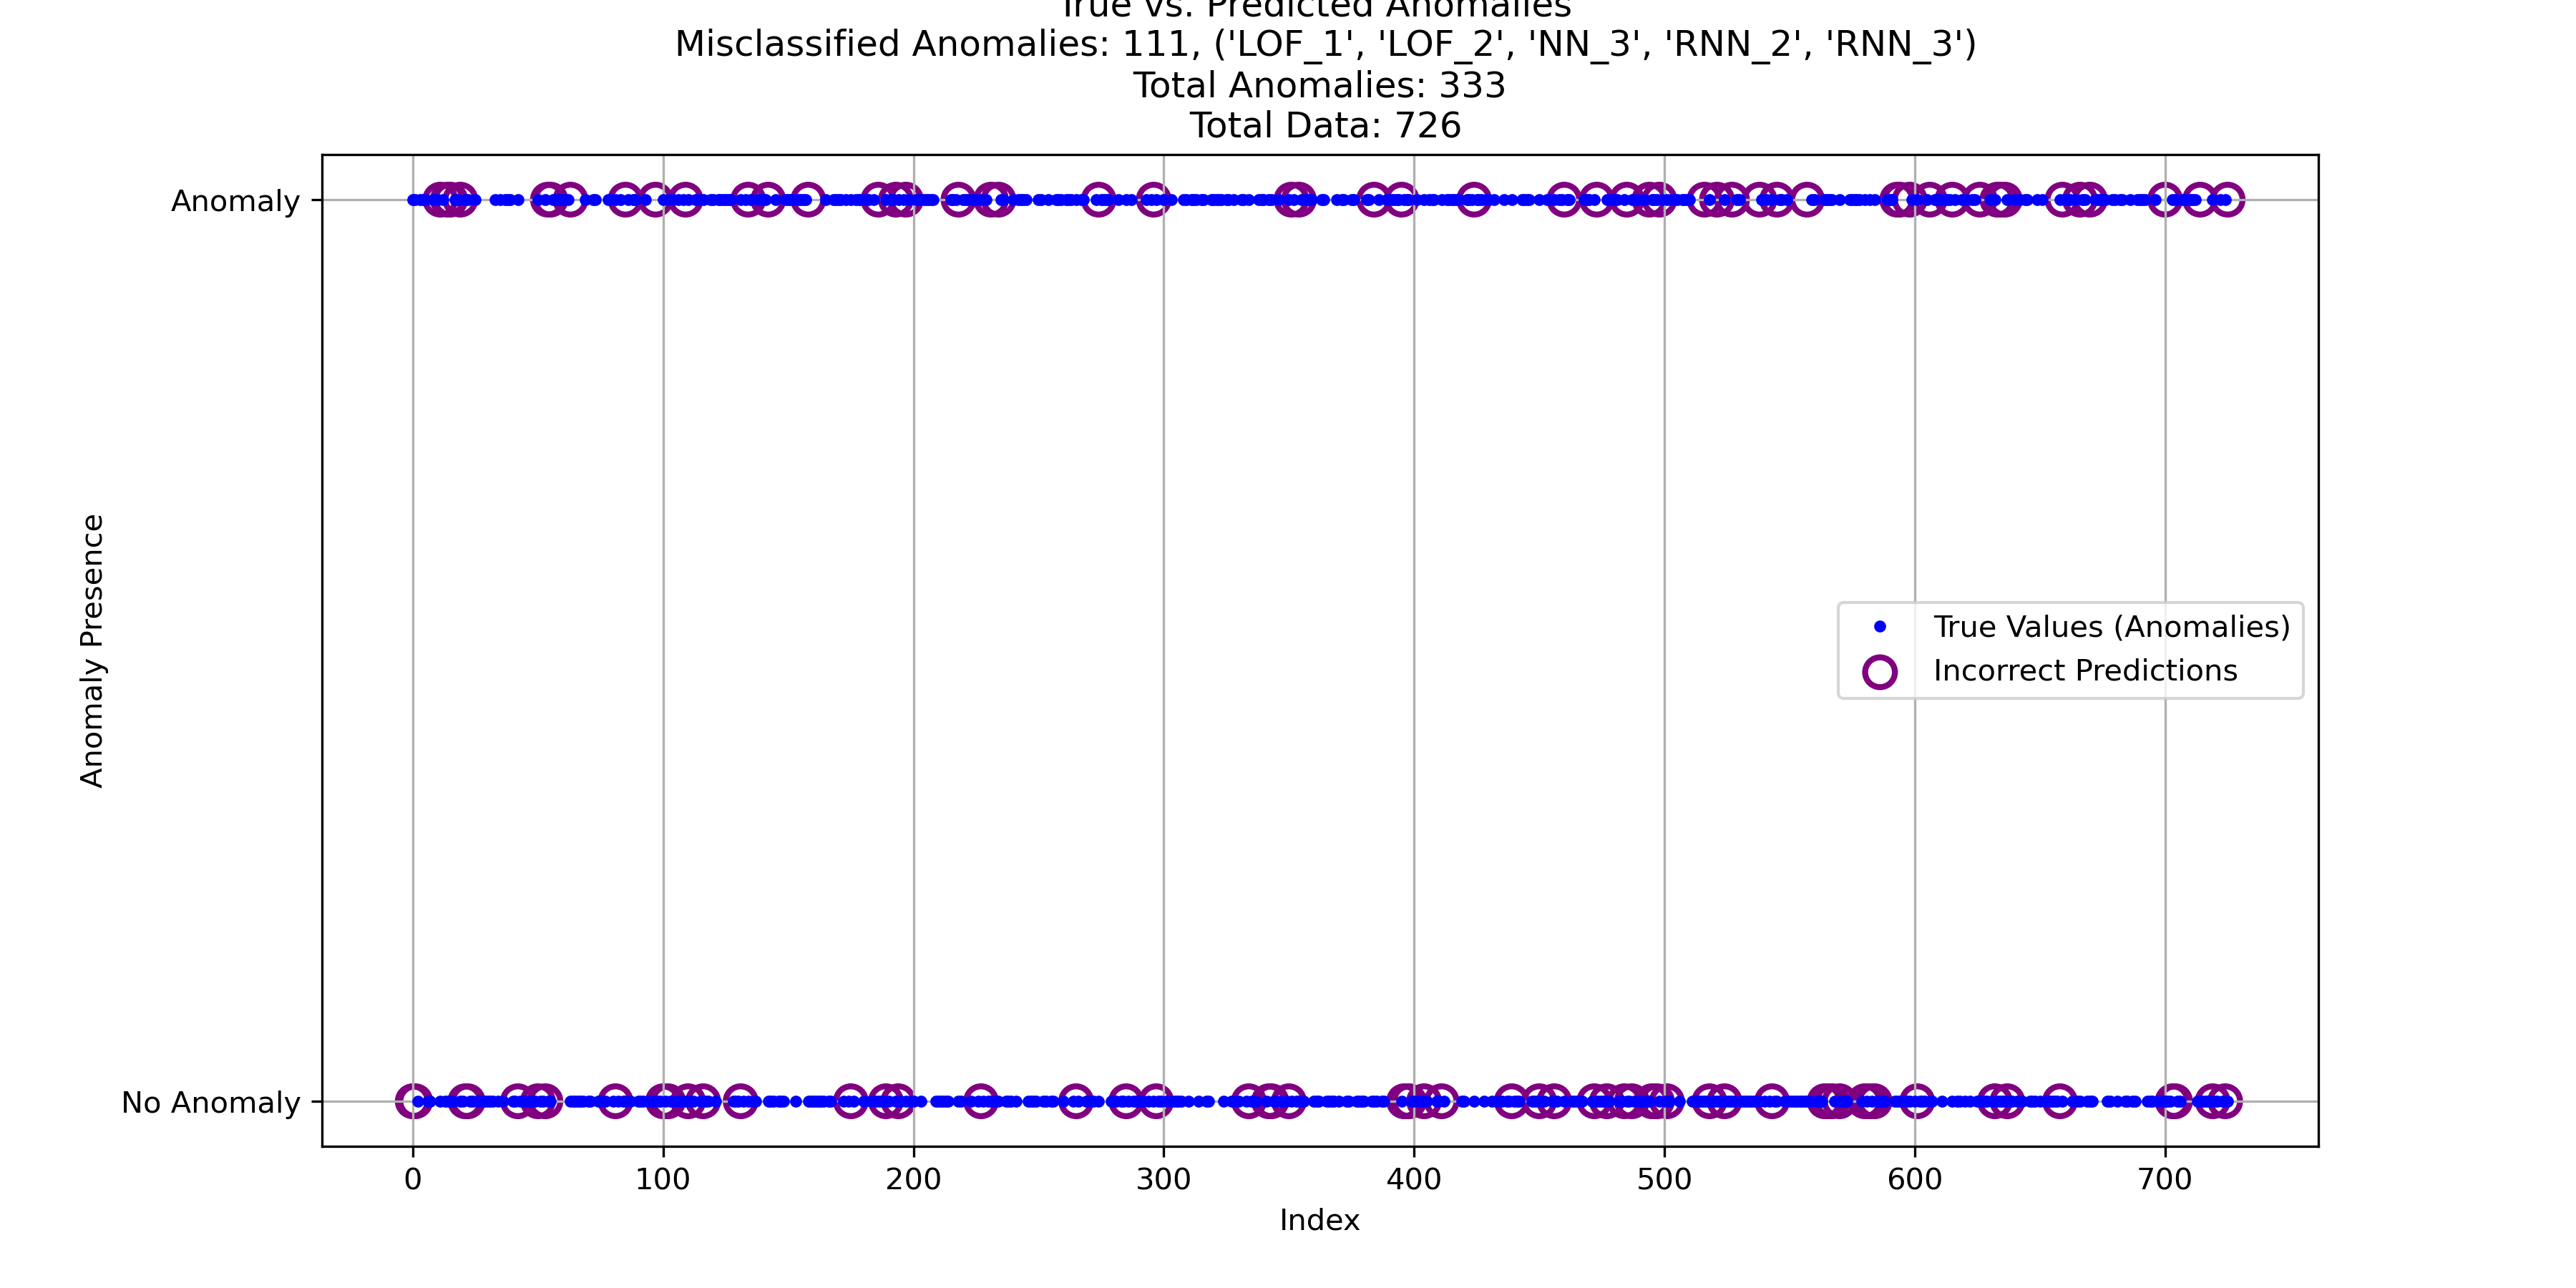 True vs. Predicted Anomalies
Misclassified Anomalies: 111, ('LOF_1', 'LOF_2', 'NN_3', 'RNN_2', 'RNN_3')
Total Anomalies: 333
Total Data: 726
Anomaly
Anomaly Presence
True Values (Anomalies)
Incorrect Predictions
No Anomaly
0 100 200 300 400 500 600 700
Index